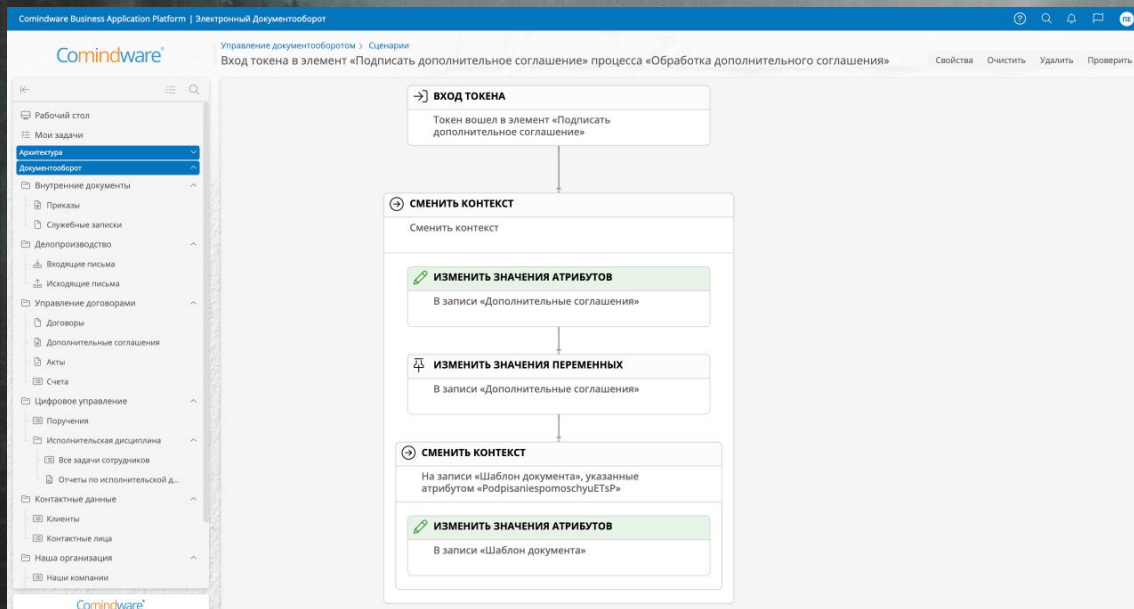 Comindware Business Application Platform | Электронный Документооборот
ПЕ
Comindware
Управление документооборотом > Сценарии
Вход токена в элемент «Подписать дополнительное соглашение» процесса «Обработка дополнительного соглашения»
Свойства Очистить Удалить Проверить
Рабочий стол
Мои задачи
Архитектура
Документооборот
Внутренние документы
Приказы
Служебные записки
Делопроизводство
Входящие письма
Исходящие письма
Управление договорами
Договоры
Дополнительные соглашения
Акты
Счета
Цифровое управление
Поручения
Исполнительская дисциплина
Все задачи сотрудников
Отчеты по исполнительской д...
Контактные данные
Клиенты
Контактные лица
Наша организация
Наши компании
Comindware
ВХОД ТОКЕНА
Токен вошел в элемент «Подписать
дополнительное соглашение»
СМЕНИТЬ КОНТЕКСТ
Сменить контекст
ИЗМЕНИТЬ ЗНАЧЕНИЯ АТРИБУТОВ
В записи «Дополнительные соглашения»
ИЗМЕНИТЬ ЗНАЧЕНИЯ ПЕРЕМЕННЫХ
В записи «Дополнительные соглашения»
СМЕНИТЬ КОНТЕКСТ
На записи «Шаблон документа», указанные
атрибутом «PodpisaniespomoschyuETsP»
ИЗМЕНИТЬ ЗНАЧЕНИЯ АТРИБУТОВ
В записи «Шаблон документа»